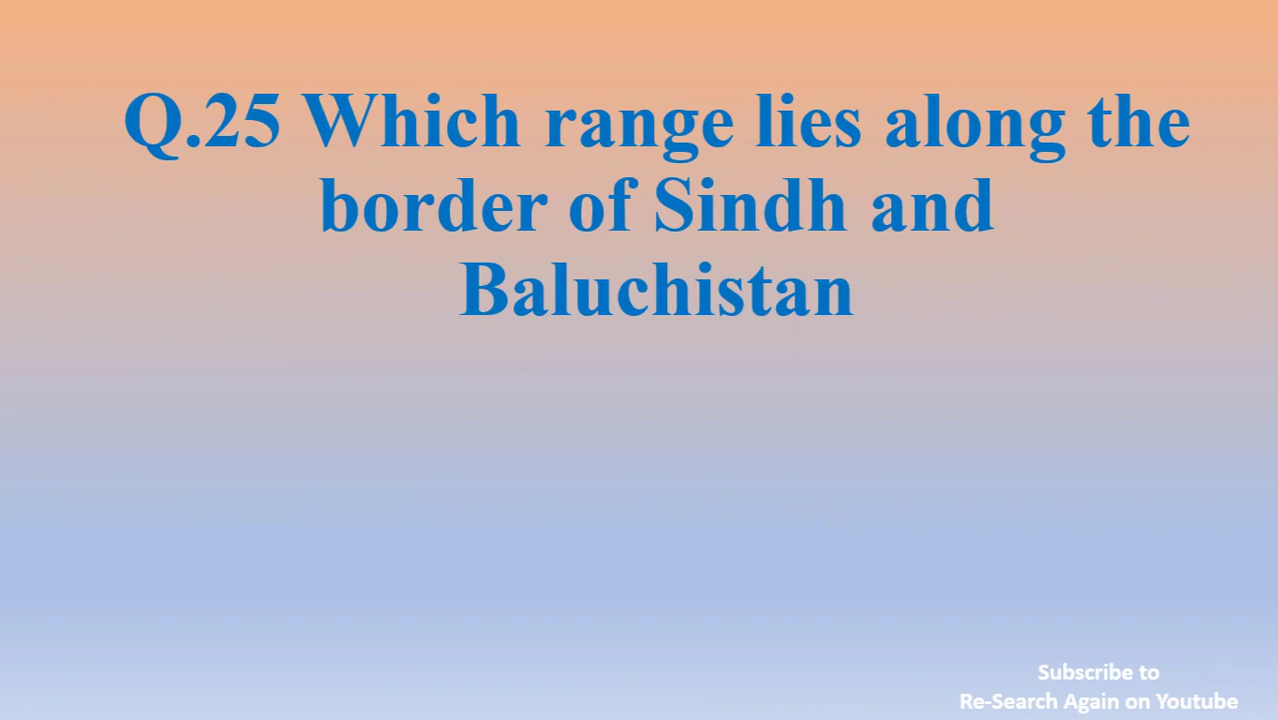 Q.25 Which range lies along the
border of Sindh and
Baluchistan
Subscribe to
Re-Search Again on Youtube